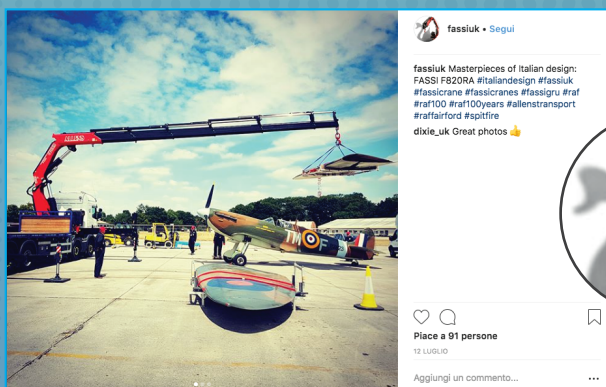 fassiuk • Segui
fassiuk Masterpieces of Italian design:
FASSI F820RA #italiandesign #fassiuk
#fassicrane #fassicranes #fassigru #raf
#raf100 #raf100years #allenstransport
#raffairford #spitfire
dixie_uk Great photos 👍
Piace a 91 persone
12 LUGLIO
Aggiungi un commento...